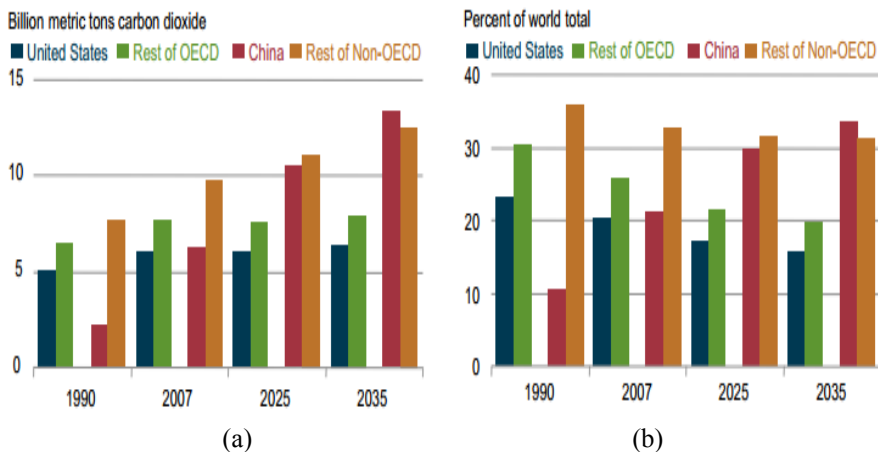 Billion metric tons carbon dioxide
United States Rest of OECD China Rest of Non-OECD
15
10
5
0
1990 2007 2025 2035
(a)
Percent of world total
United States Rest of OECD China Rest of Non-OECD
40
30
20
10
0
1990 2007 2025 2035
(b)